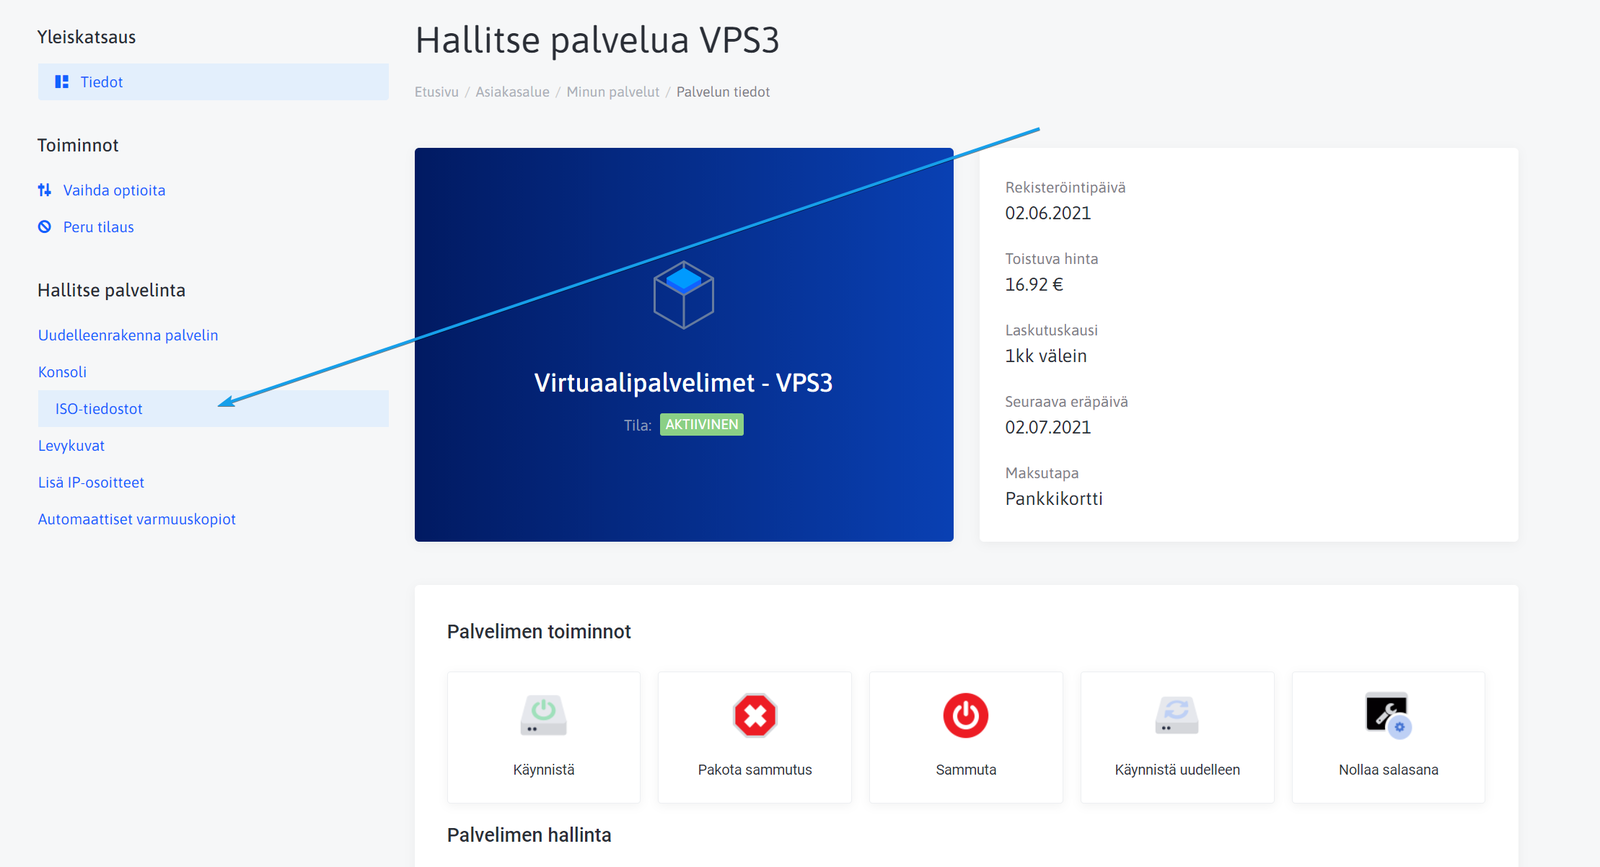 Yleiskatsaus
Tiedot
Toiminnot
Vaihda optioita
Peru tilaus
Hallitse palvelinta
Uudelleenrakenna palvelin
Konsoli
ISO-tiedostot
Levykuvat
Lisä IP-osoitteet
Automaattiset varmuuskopiot
Hallitse palvelua VPS3
Etusivu / Asiakasalue / Minun palvelut / Palvelun tiedot
Virtuaalipalvelimet - VPS3
Tila: AKTIIVINEN
Rekisteröintipäivä
02.06.2021
Toistuva hinta
16.92 €
Laskutuskausi
1kk välein
Seuraava eräpäivä
02.07.2021
Maksutapa
Pankkikortti
Palvelimen toiminnot
Käynnistä
Pakota sammutus
Sammuta
Käynnistä uudelleen
Nollaa salasana
Palvelimen hallinta